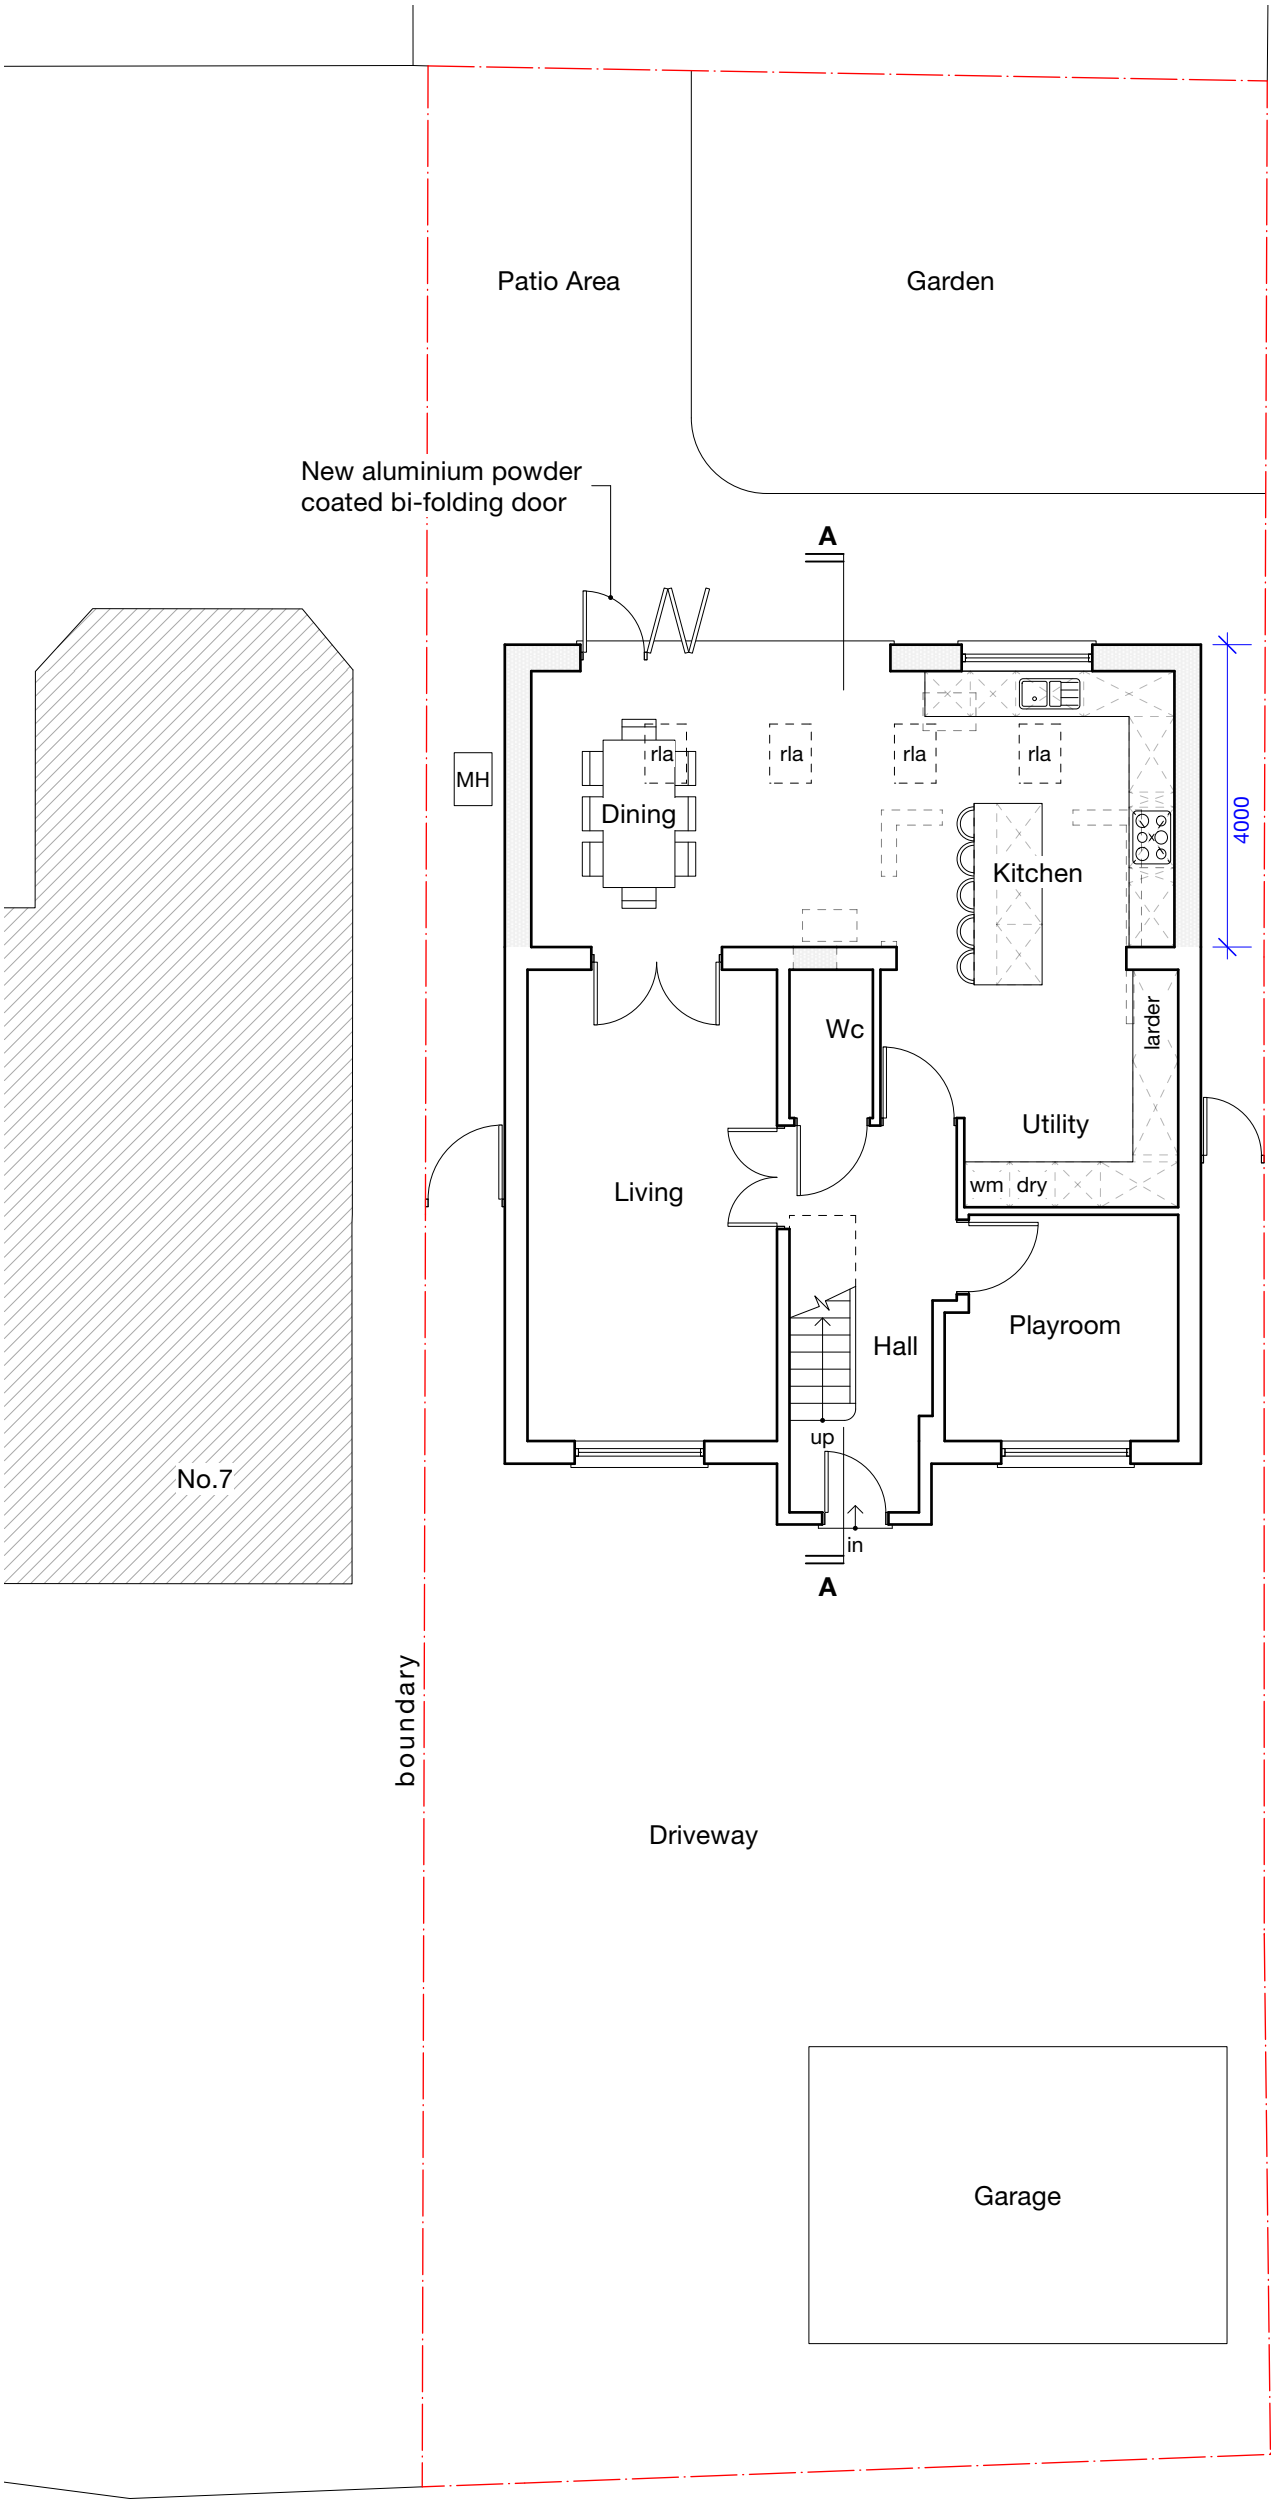 Patio Area
Garden
New aluminium powder
coated bi-folding door
A
rla
rla
rla
rla
MH
Dining
4000
Kitchen
larder
Wc
Utility
wm
dry
Living
Playroom
Hall
up
No.7
in
A
boundary
Driveway
Garage